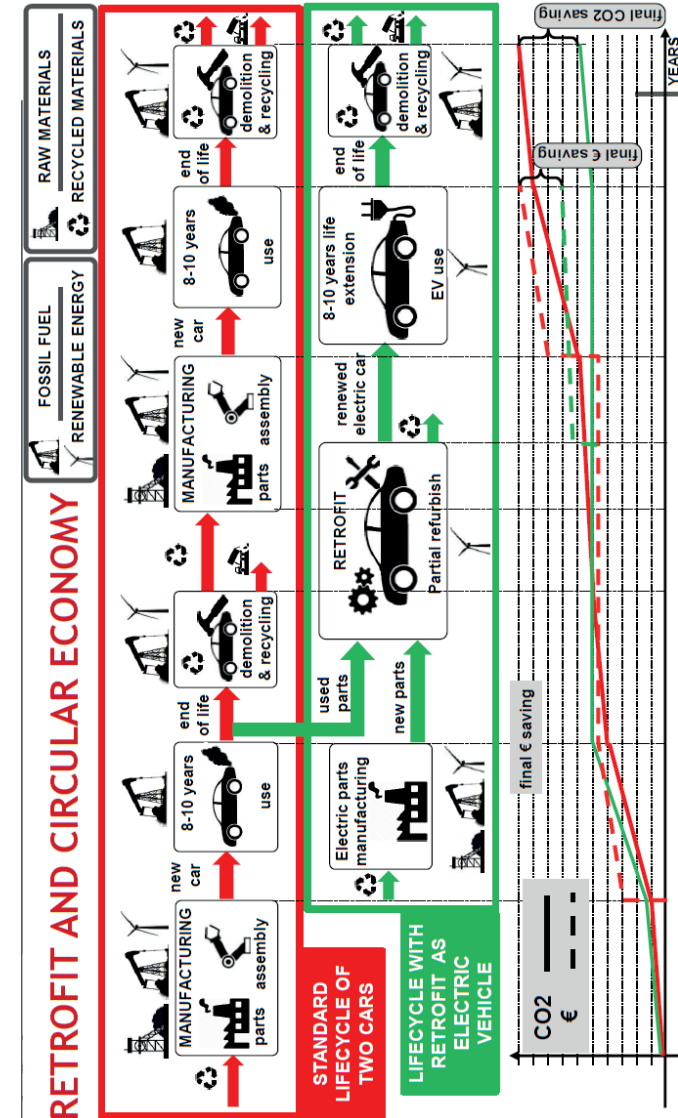 RETROFIT AND CIRCULAR ECONOMY
FOSSIL FUEL
RENEWABLE ENERGY
RAW MATERIALS
RECYCLED MATERIALS
MANUFACTURING
parts
assembly
new
car
8-10 years
use
end
of life
demolition
& recycling
MANUFACTURING
parts
assembly
new
car
8-10 years
use
end
of life
demolition
& recycling
STANDARD
LIFECYCLE OF
TWO CARS
Electric parts
manufacturing
used
parts
new parts
RETROFIT
Partial refurbish
renewed
electric car
8-10 years life
extension
EV use
end
of life
demolition
& recycling
LIFECYCLE WITH
RETROFIT AS
ELECTRIC
VEHICLE
CO2
€
final € saving
final € saving
final CO2 saving
YEARS